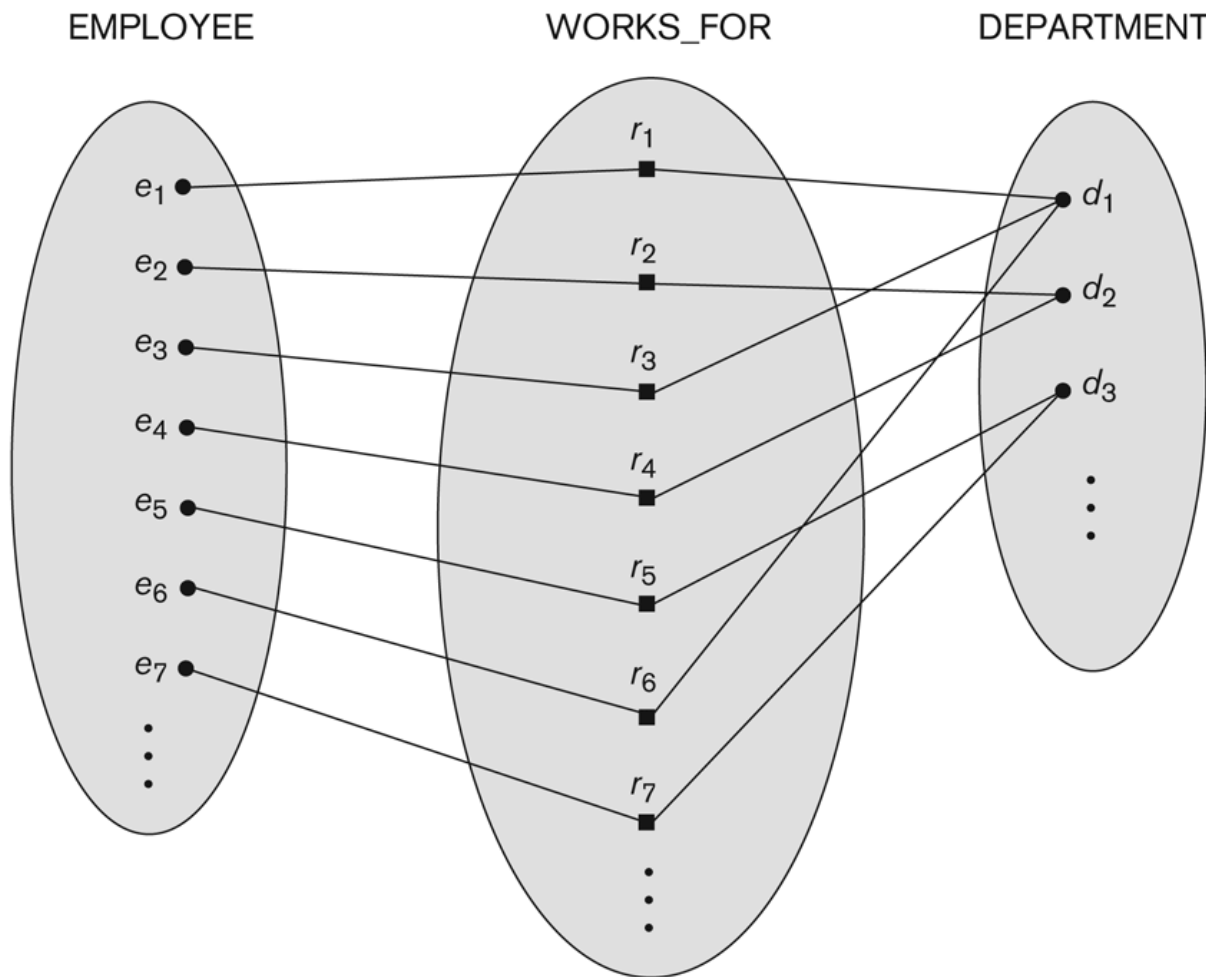 EMPLOYEE WORKS_FOR DEPARTMENT
r₁
e₁
d₁
r₂
e₂
d₂
e₃
r₃
d₃
e₄
r₄
e₅
r₅
e₆
r₆
e₇
r₇